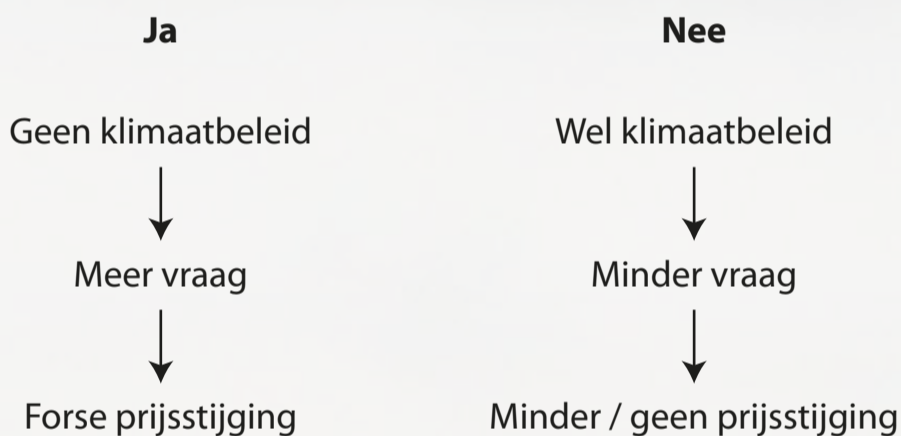 Ja
Nee
Geen klimaatbeleid
Wel klimaatbeleid
Meer vraag
Minder vraag
Forse prijsstijging
Minder / geen prijsstijging